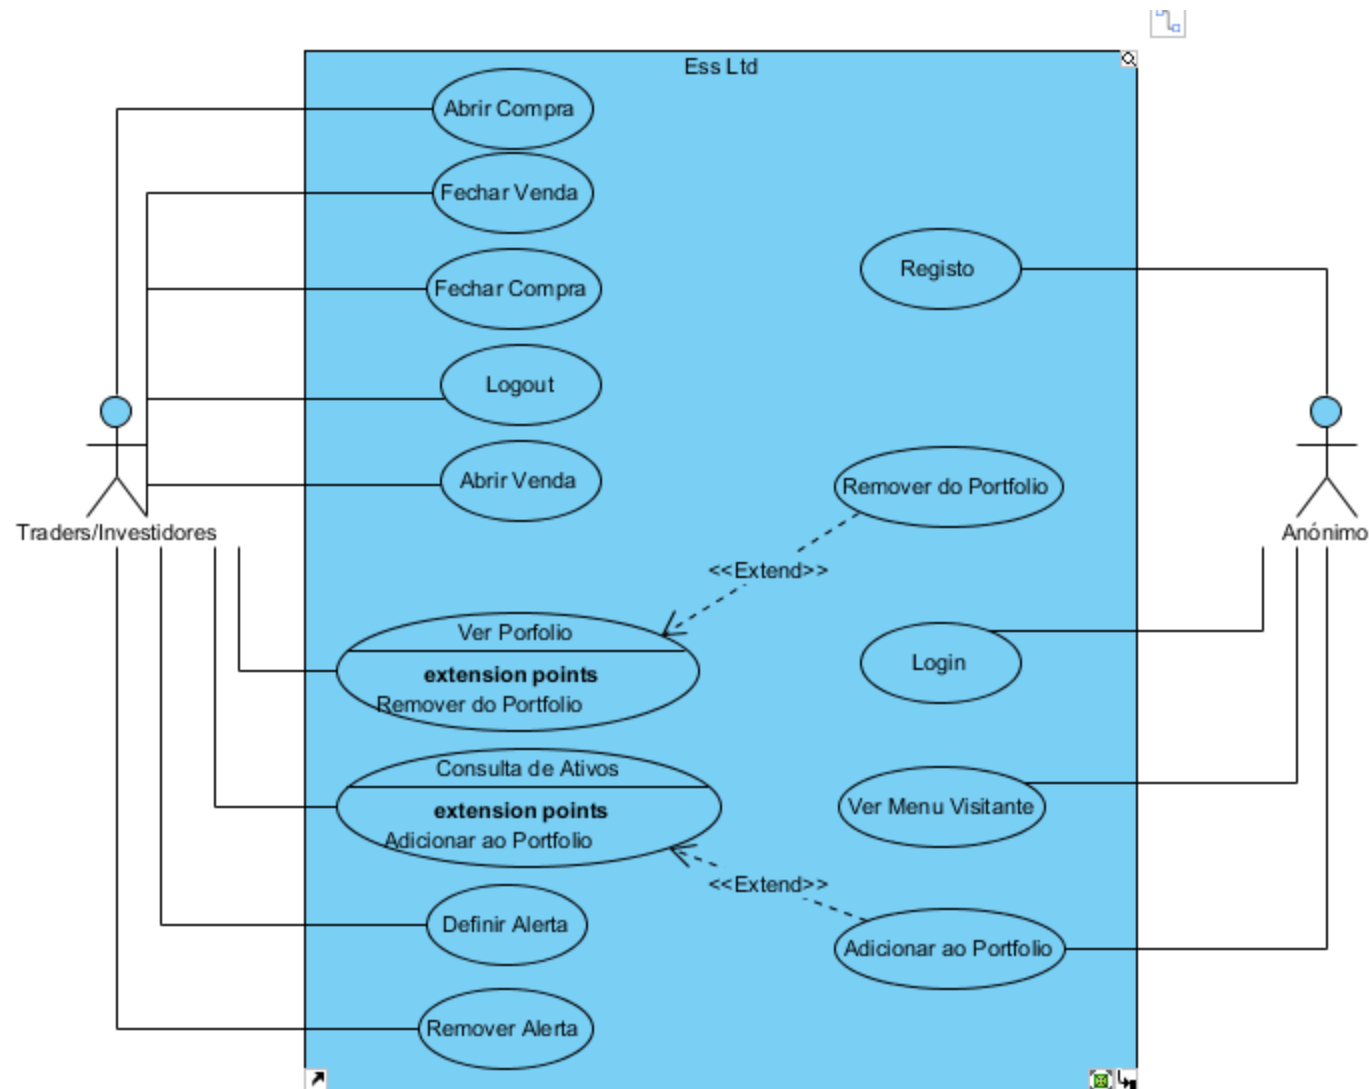 Ess Ltd
Abrir Compra
Fechar Venda
Registo
Fechar Compra
Logout
Abrir Venda
Remover do Portfolio
Traders/Investidores
Anónimo
<<Extend>>
Ver Porfolio
extension points
Remover do Portfolio
Login
Consulta de Ativos
extension points
Adicionar ao Portfolio
Ver Menu Visitante
<<Extend>>
Definir Alerta
Adicionar ao Portfolio
Remover Alerta